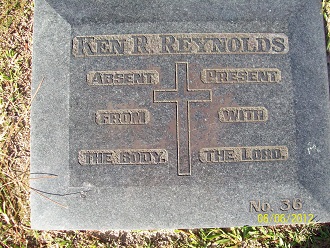 KEN R. REYNOLDS
ABSENT PRESENT
FROM WITH
THE BODY. THE LORD.
No. 36
06/06/2012